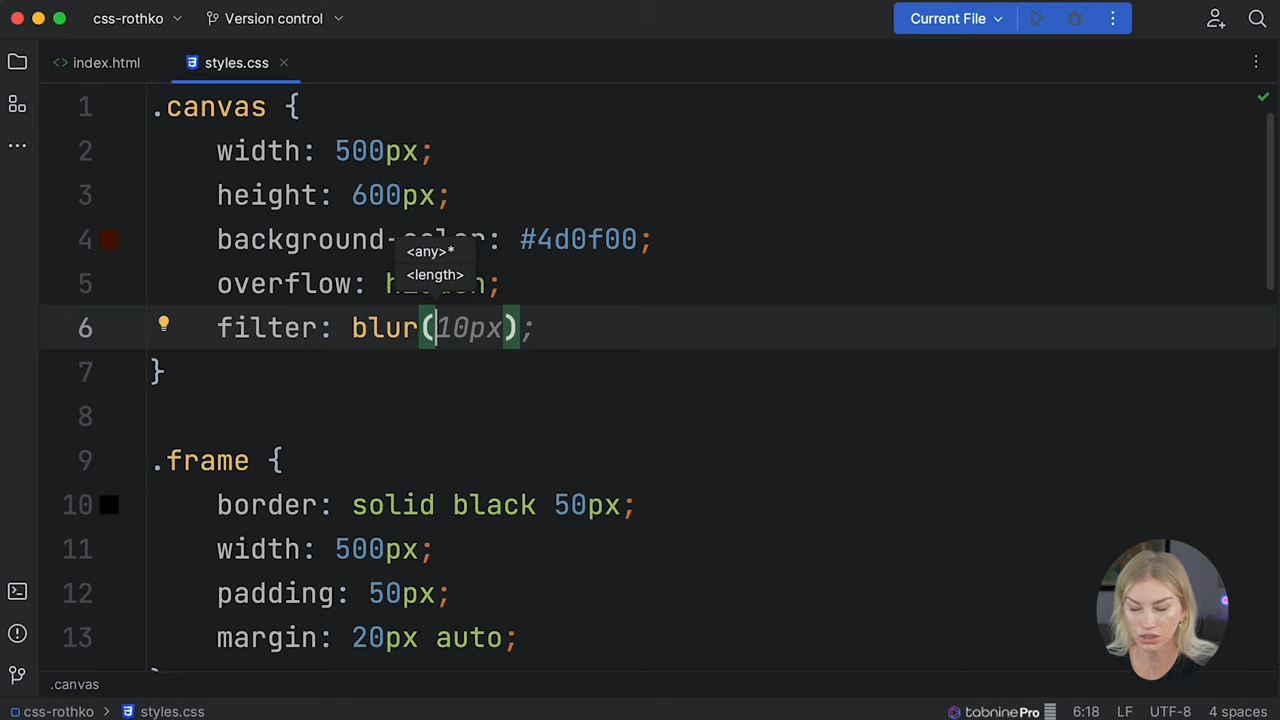 css-rothko
Version control
Current File
index.html
styles.css
1 .canvas {
2 width: 500px;
3 height: 600px;
4 background-color: #4d0f00;
<any>*
<length>
5 overflow: hidden;
6 filter: blur(10px);
7 }
8
9 .frame {
10 border: solid black 50px;
11 width: 500px;
12 padding: 50px;
13 margin: 20px auto;
}
.canvas
css-rothko > styles.css
tabnine Pro
6:18
LF
UTF-8
4 spaces